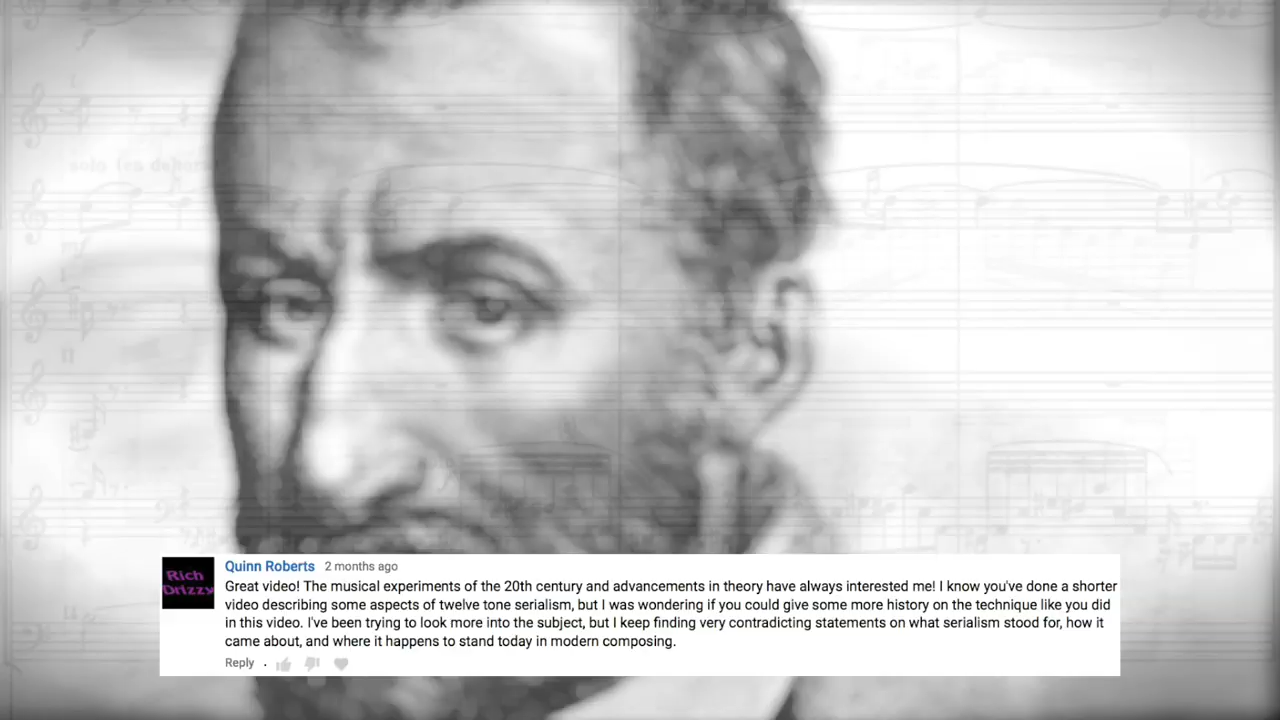 solo les dehors
Rich
Drizzy
Quinn Roberts 2 months ago
Great video! The musical experiments of the 20th century and advancements in theory have always interested me! I know you've done a shorter
video describing some aspects of twelve tone serialism, but I was wondering if you could give some more history on the technique like you did
in this video. I've been trying to look more into the subject, but I keep finding very contradicting statements on what serialism stood for, how it
came about, and where it happens to stand today in modern composing.
Reply